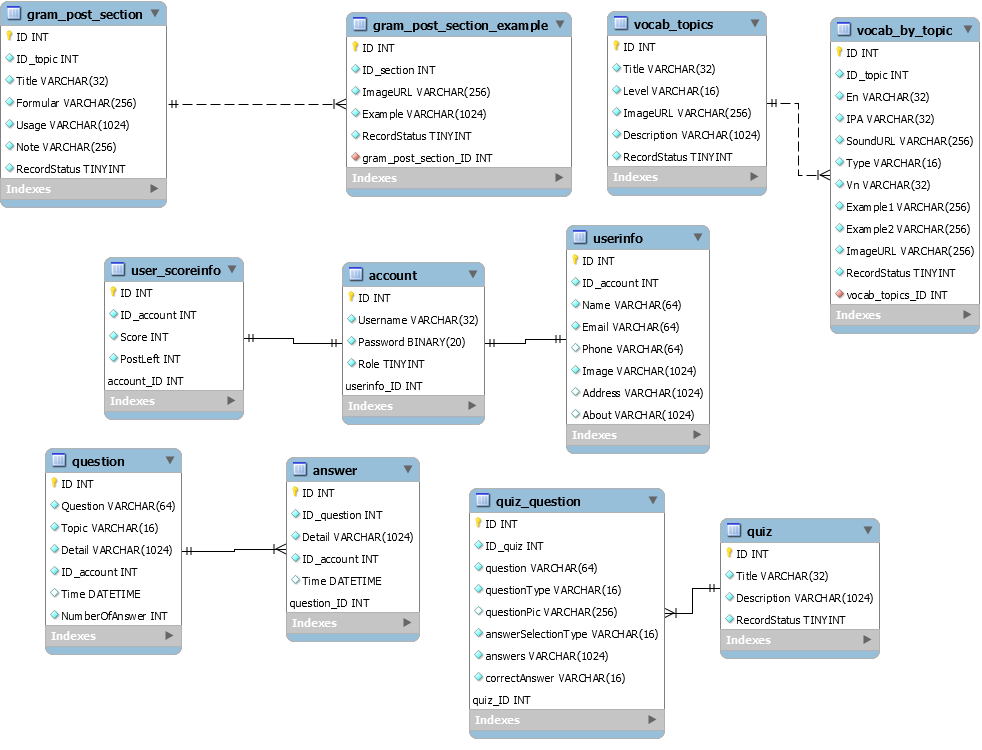 gram_post_section
ID INT
ID_topic INT
Title VARCHAR(32)
Formular VARCHAR(256)
Usage VARCHAR(1024)
Note VARCHAR(256)
RecordStatus TINYINT
Indexes
gram_post_section_example
ID INT
ID_section INT
ImageURL VARCHAR(256)
Example VARCHAR(1024)
RecordStatus TINYINT
gram_post_section_ID INT
Indexes
vocab_topics
ID INT
Title VARCHAR(32)
Level VARCHAR(16)
ImageURL VARCHAR(256)
Description VARCHAR(1024)
RecordStatus TINYINT
Indexes
vocab_by_topic
ID INT
ID_topic INT
En VARCHAR(32)
IPA VARCHAR(32)
SoundURL VARCHAR(256)
Type VARCHAR(16)
Vn VARCHAR(32)
Example1 VARCHAR(256)
Example2 VARCHAR(256)
ImageURL VARCHAR(256)
RecordStatus TINYINT
vocab_topics_ID INT
Indexes
user_scoreinfo
ID INT
ID_account INT
Score INT
PostLeft INT
account_ID INT
Indexes
account
ID INT
Username VARCHAR(32)
Password BINARY(20)
Role TINYINT
userinfo_ID INT
Indexes
userinfo
ID INT
ID_account INT
Name VARCHAR(64)
Email VARCHAR(64)
Phone VARCHAR(64)
Image VARCHAR(1024)
Address VARCHAR(1024)
About VARCHAR(1024)
Indexes
question
ID INT
Question VARCHAR(64)
Topic VARCHAR(16)
Detail VARCHAR(1024)
ID_account INT
Time DATETIME
NumberOfAnswer INT
Indexes
answer
ID INT
ID_question INT
Detail VARCHAR(1024)
ID_account INT
Time DATETIME
question_ID INT
Indexes
quiz_question
ID INT
ID_quiz INT
question VARCHAR(64)
questionType VARCHAR(16)
questionPic VARCHAR(256)
answerSelectionType VARCHAR(16)
answers VARCHAR(1024)
correctAnswer VARCHAR(16)
quiz_ID INT
Indexes
quiz
ID INT
Title VARCHAR(32)
Description VARCHAR(1024)
RecordStatus TINYINT
Indexes